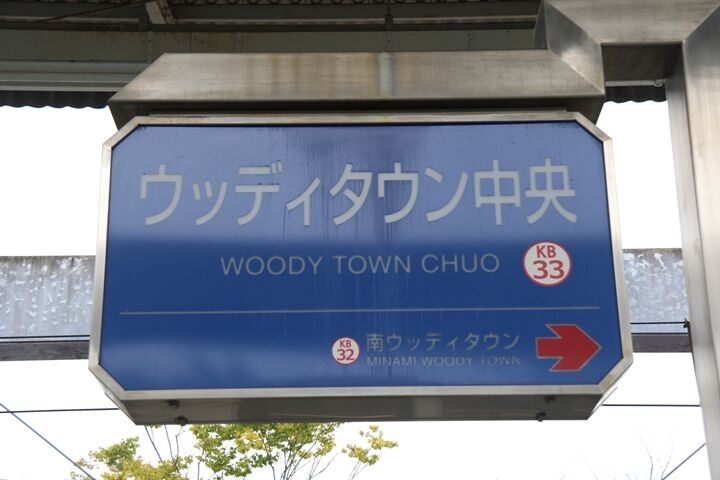 ウッディタウン中央
WOODY TOWN CHUO
KB
33
KB
32
南ウッディタウン
MINAMI WOODY TOWN